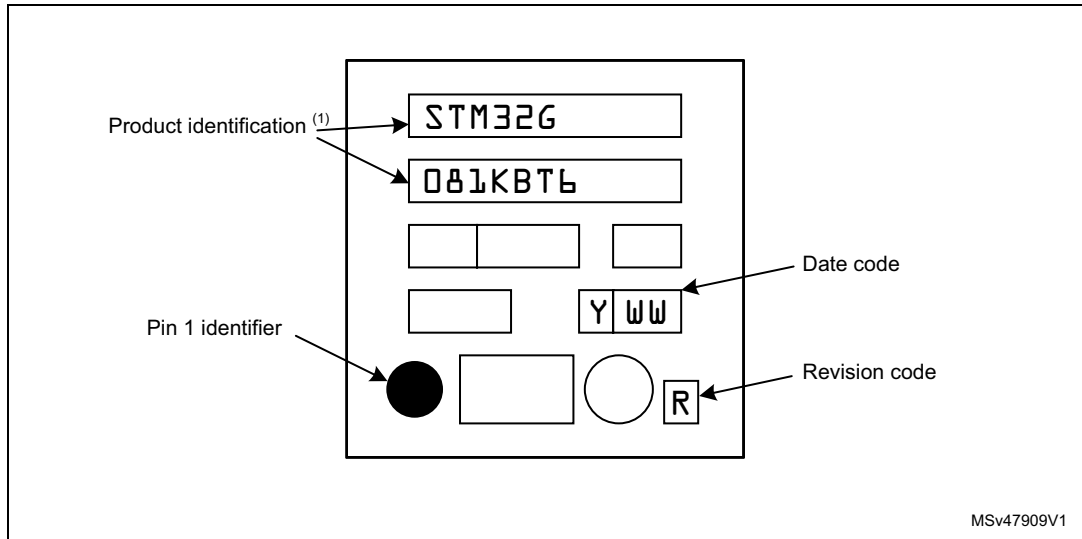 STM32G
Product identification (1)
081KBT6
Date code
Y WW
Pin 1 identifier
Revision code
R
MSv47909V1